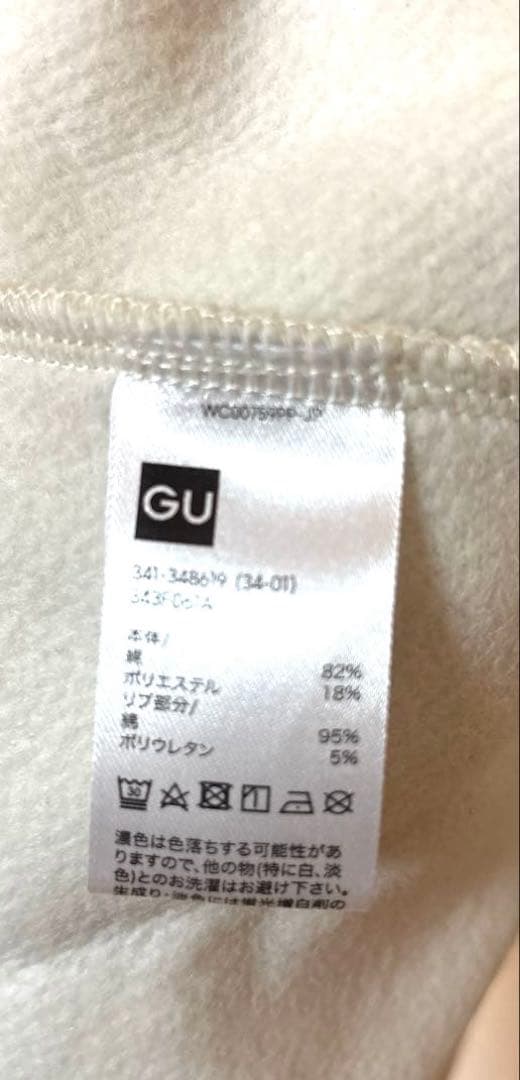 GU
341-348619 (34-01)
本体/
綿 82%
ポリエステル 18%
リブ部分/
綿 95%
ポリウレタン 5%
30
濃色は色落ちする可能性があ
りますので、他の物(特に白、淡
色)とのお洗濯はお避け下さい。